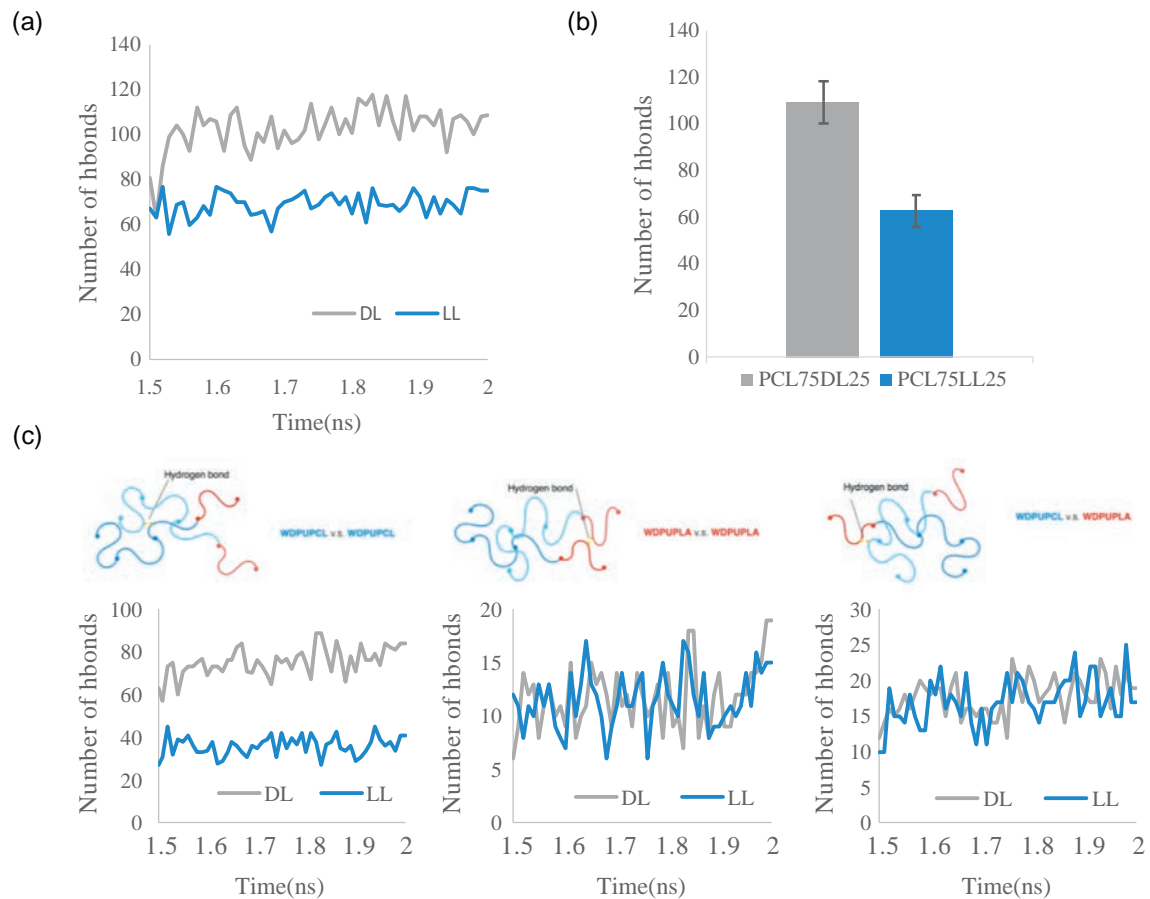 (a)
Number of hbonds
140
120
100
80
60
40
20
0
DL LL
1.5 1.6 1.7 1.8 1.9 2
Time(ns)
(b)
Number of hbonds
140
120
100
80
60
40
20
0
PCL75DL25 PCL75LL25
(c)
Hydrogen bond
WDPUPCL v.s. WDPUPCL
Number of hbonds
100
80
60
40
20
0
DL LL
1.5 1.6 1.7 1.8 1.9 2
Time(ns)
Hydrogen bond
WDPUPLA v.s. WDPUPLA
Number of hbonds
20
15
10
5
0
DL LL
1.5 1.6 1.7 1.8 1.9 2
Time(ns)
Hydrogen bond
WDPUPCL v.s. WDPUPLA
Number of hbonds
30
25
20
15
10
5
0
DL LL
1.5 1.6 1.7 1.8 1.9 2
Time(ns)